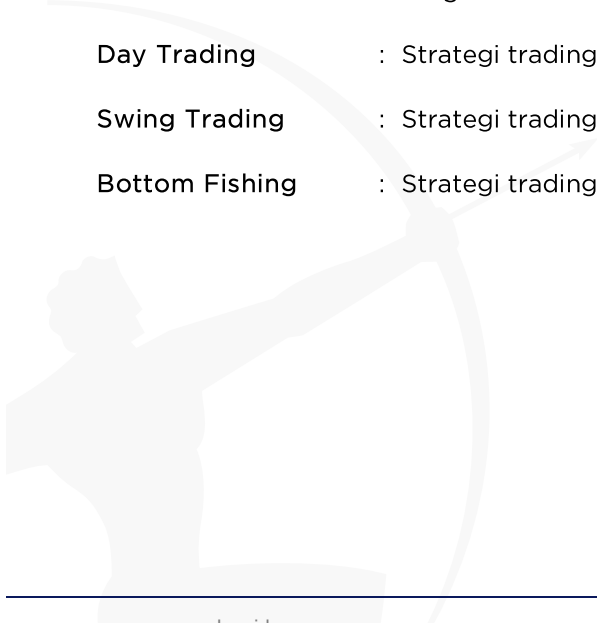 Day Trading : Strategi trading
Swing Trading : Strategi trading
Bottom Fishing : Strategi trading